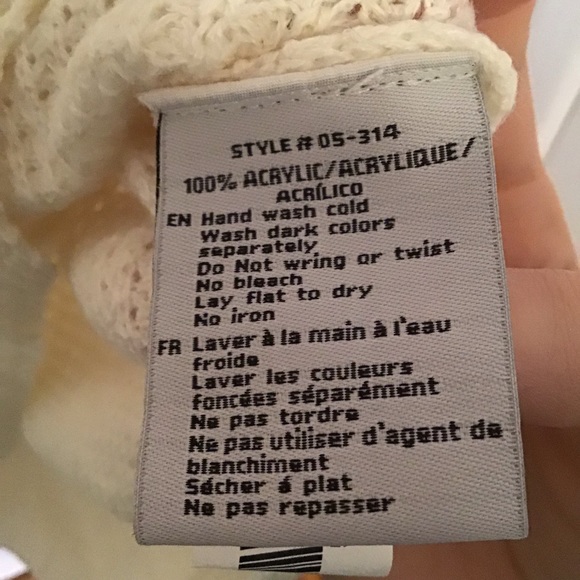 STYLE # 05-314
100% ACRYLIC/ACRYLIQUE/
ACRÍLICO
EN Hand wash cold
Wash dark colors
separately
Do Not wring or twist
No bleach
Lay flat to dry
No iron
FR Laver à la main à l'eau
froide
Laver les couleurs
foncées séparément
Ne pas tordre
Ne pas utiliser d'agent de
blanchiment
Sécher á plat
Ne pas repasser